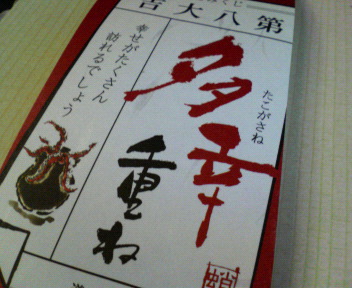 第八大吉
たこがさね
多幸
重ね
幸せがたくさん
訪れるでしょう